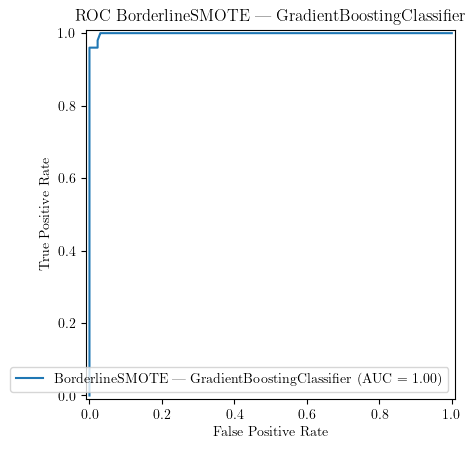 ROC BorderlineSMOTE — GradientBoostingClassifier
1.0
0.8
0.6
0.4
0.2
0.0
True Positive Rate
BorderlineSMOTE — GradientBoostingClassifier (AUC = 1.00)
0.0 0.2 0.4 0.6 0.8 1.0
False Positive Rate